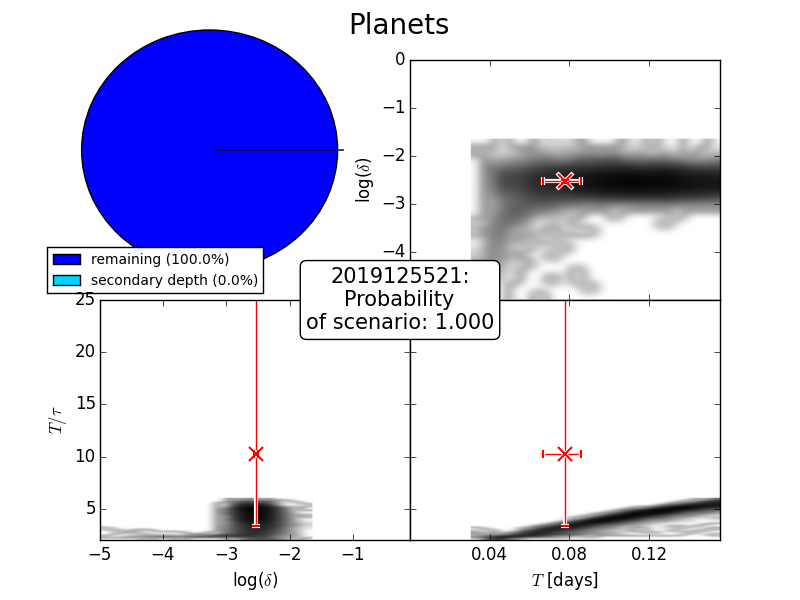 Planets
0
−1
−2
−3
−4
log(δ)
remaining (100.0%)
secondary depth (0.0%)
2019125521:
Probability
of scenario: 1.000
25
20
15
10
5
T/τ
−5
−4
−3
−2
−1
log(δ)
0.04
0.08
0.12
T [days]